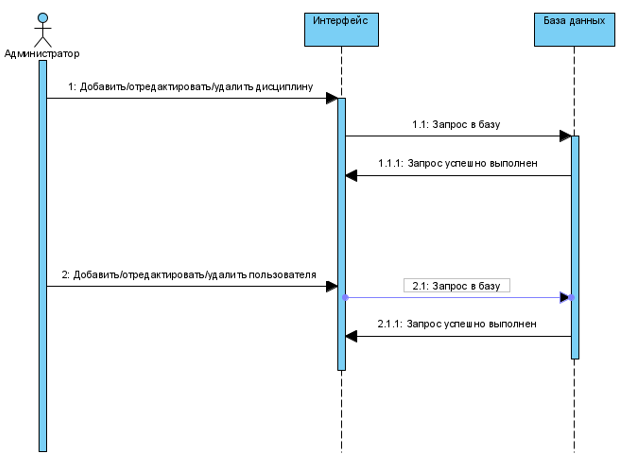 Интерфейс
База данных
Администратор
1: Добавить/отредактировать/удалить дисциплину
1.1: Запрос в базу
1.1.1: Запрос успешно выполнен
2: Добавить/отредактировать/удалить пользователя
2.1: Запрос в базу
2.1.1: Запрос успешно выполнен